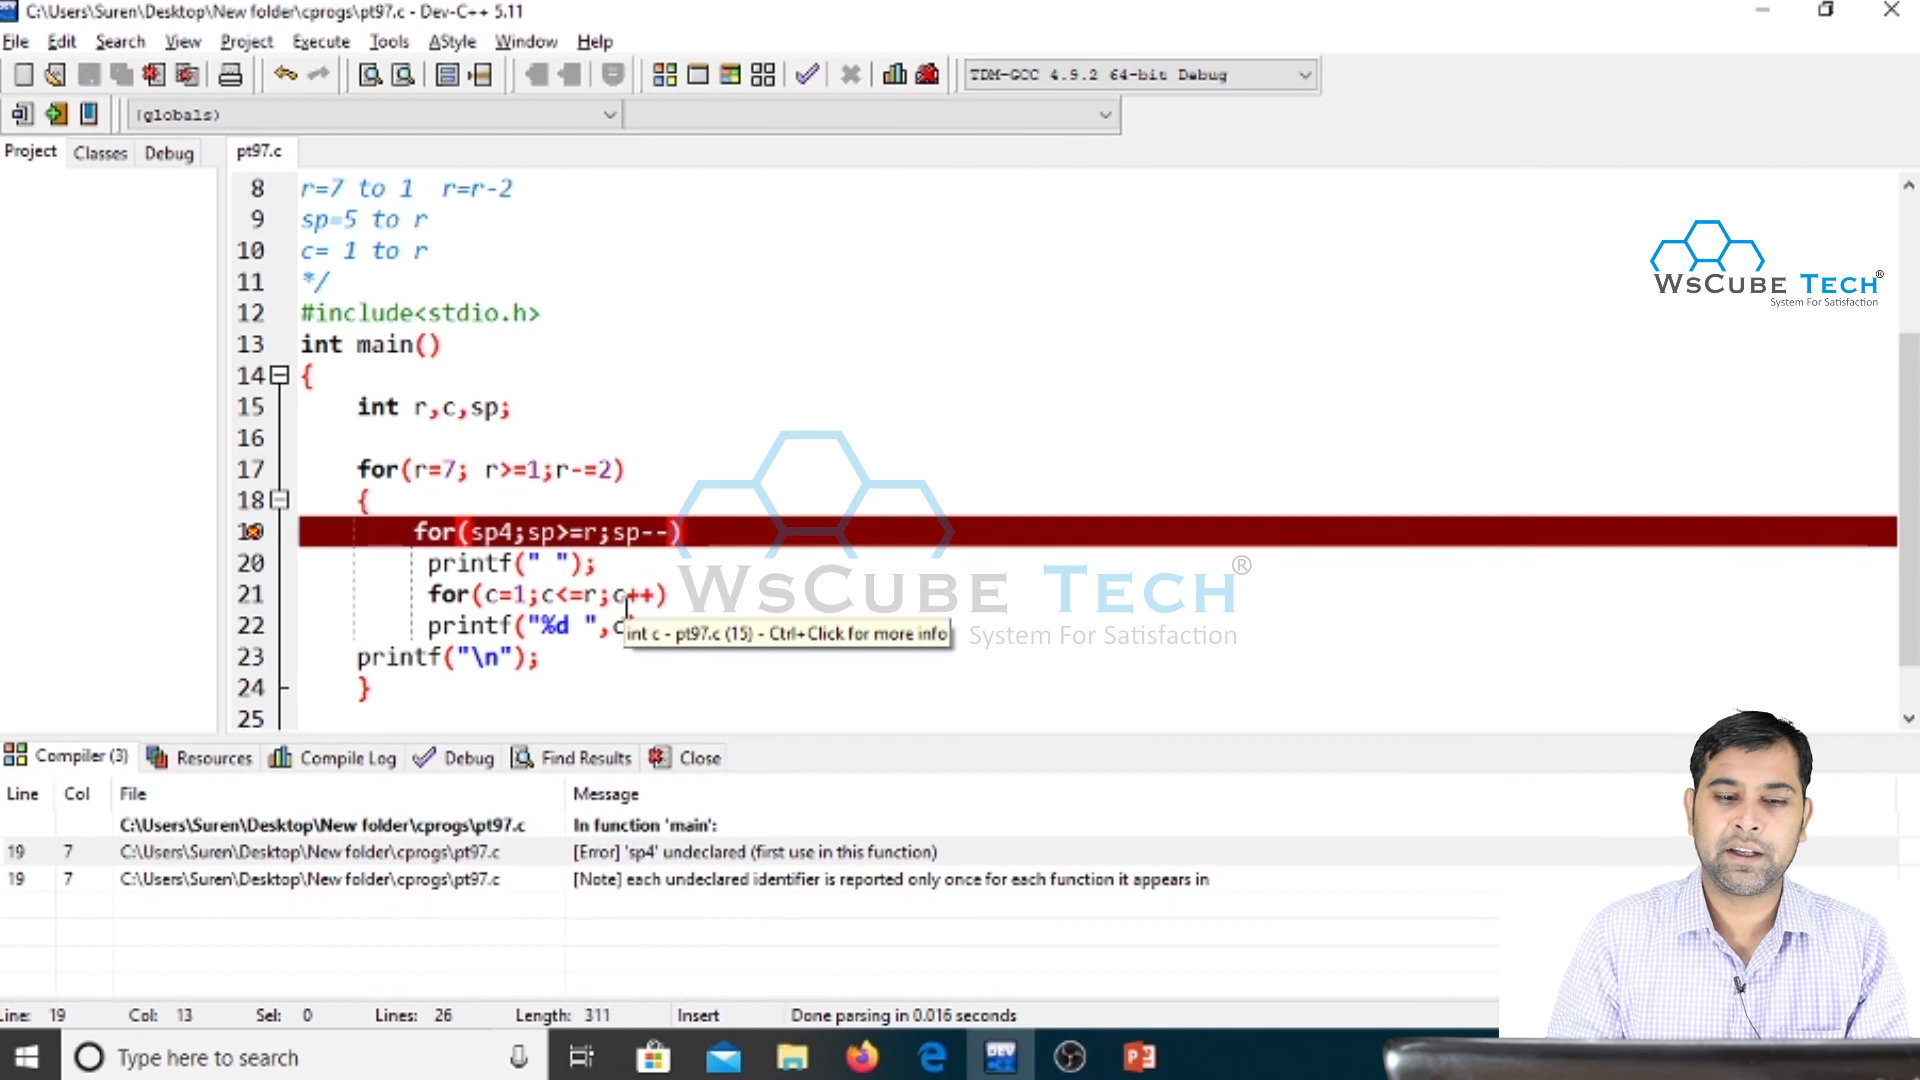 C:\Users\Suren\Desktop\New folder\cprogs\pt97.c - Dev-C++ 5.11
File Edit Search View Project Execute Tools AStyle Window Help
TDM-GCC 4.9.2 64-bit Debug
(globals)
Project Classes Debug pt97.c
8 r=7 to 1 r=r-2
9 sp=5 to r
10 c= 1 to r
11 */
12 #include<stdio.h>
13 int main()
14 {
15 int r,c,sp;
16
17 for(r=7; r>=1;r-=2)
18 {
for(sp4;sp>=r;sp--)
20 printf(" ");
21 for(c=1;c<=r;c++)
22 printf("%d ",c
int c - pt97.c (15) - Ctrl+Click for more info
23 printf("\n");
24 }
25
WsCube Tech®
System For Satisfaction
WsCube Tech®
System For Satisfaction
Compiler (3) Resources Compile Log Debug Find Results Close
Line Col File Message
C:\Users\Suren\Desktop\New folder\cprogs\pt97.c In function 'main':
19 7 C:\Users\Suren\Desktop\New folder\cprogs\pt97.c [Error] 'sp4' undeclared (first use in this function)
19 7 C:\Users\Suren\Desktop\New folder\cprogs\pt97.c [Note] each undeclared identifier is reported only once for each function it appears in
Line: 19 Col: 13 Sel: 0 Lines: 26 Length: 311 Insert Done parsing in 0.016 seconds
Type here to search
DEV